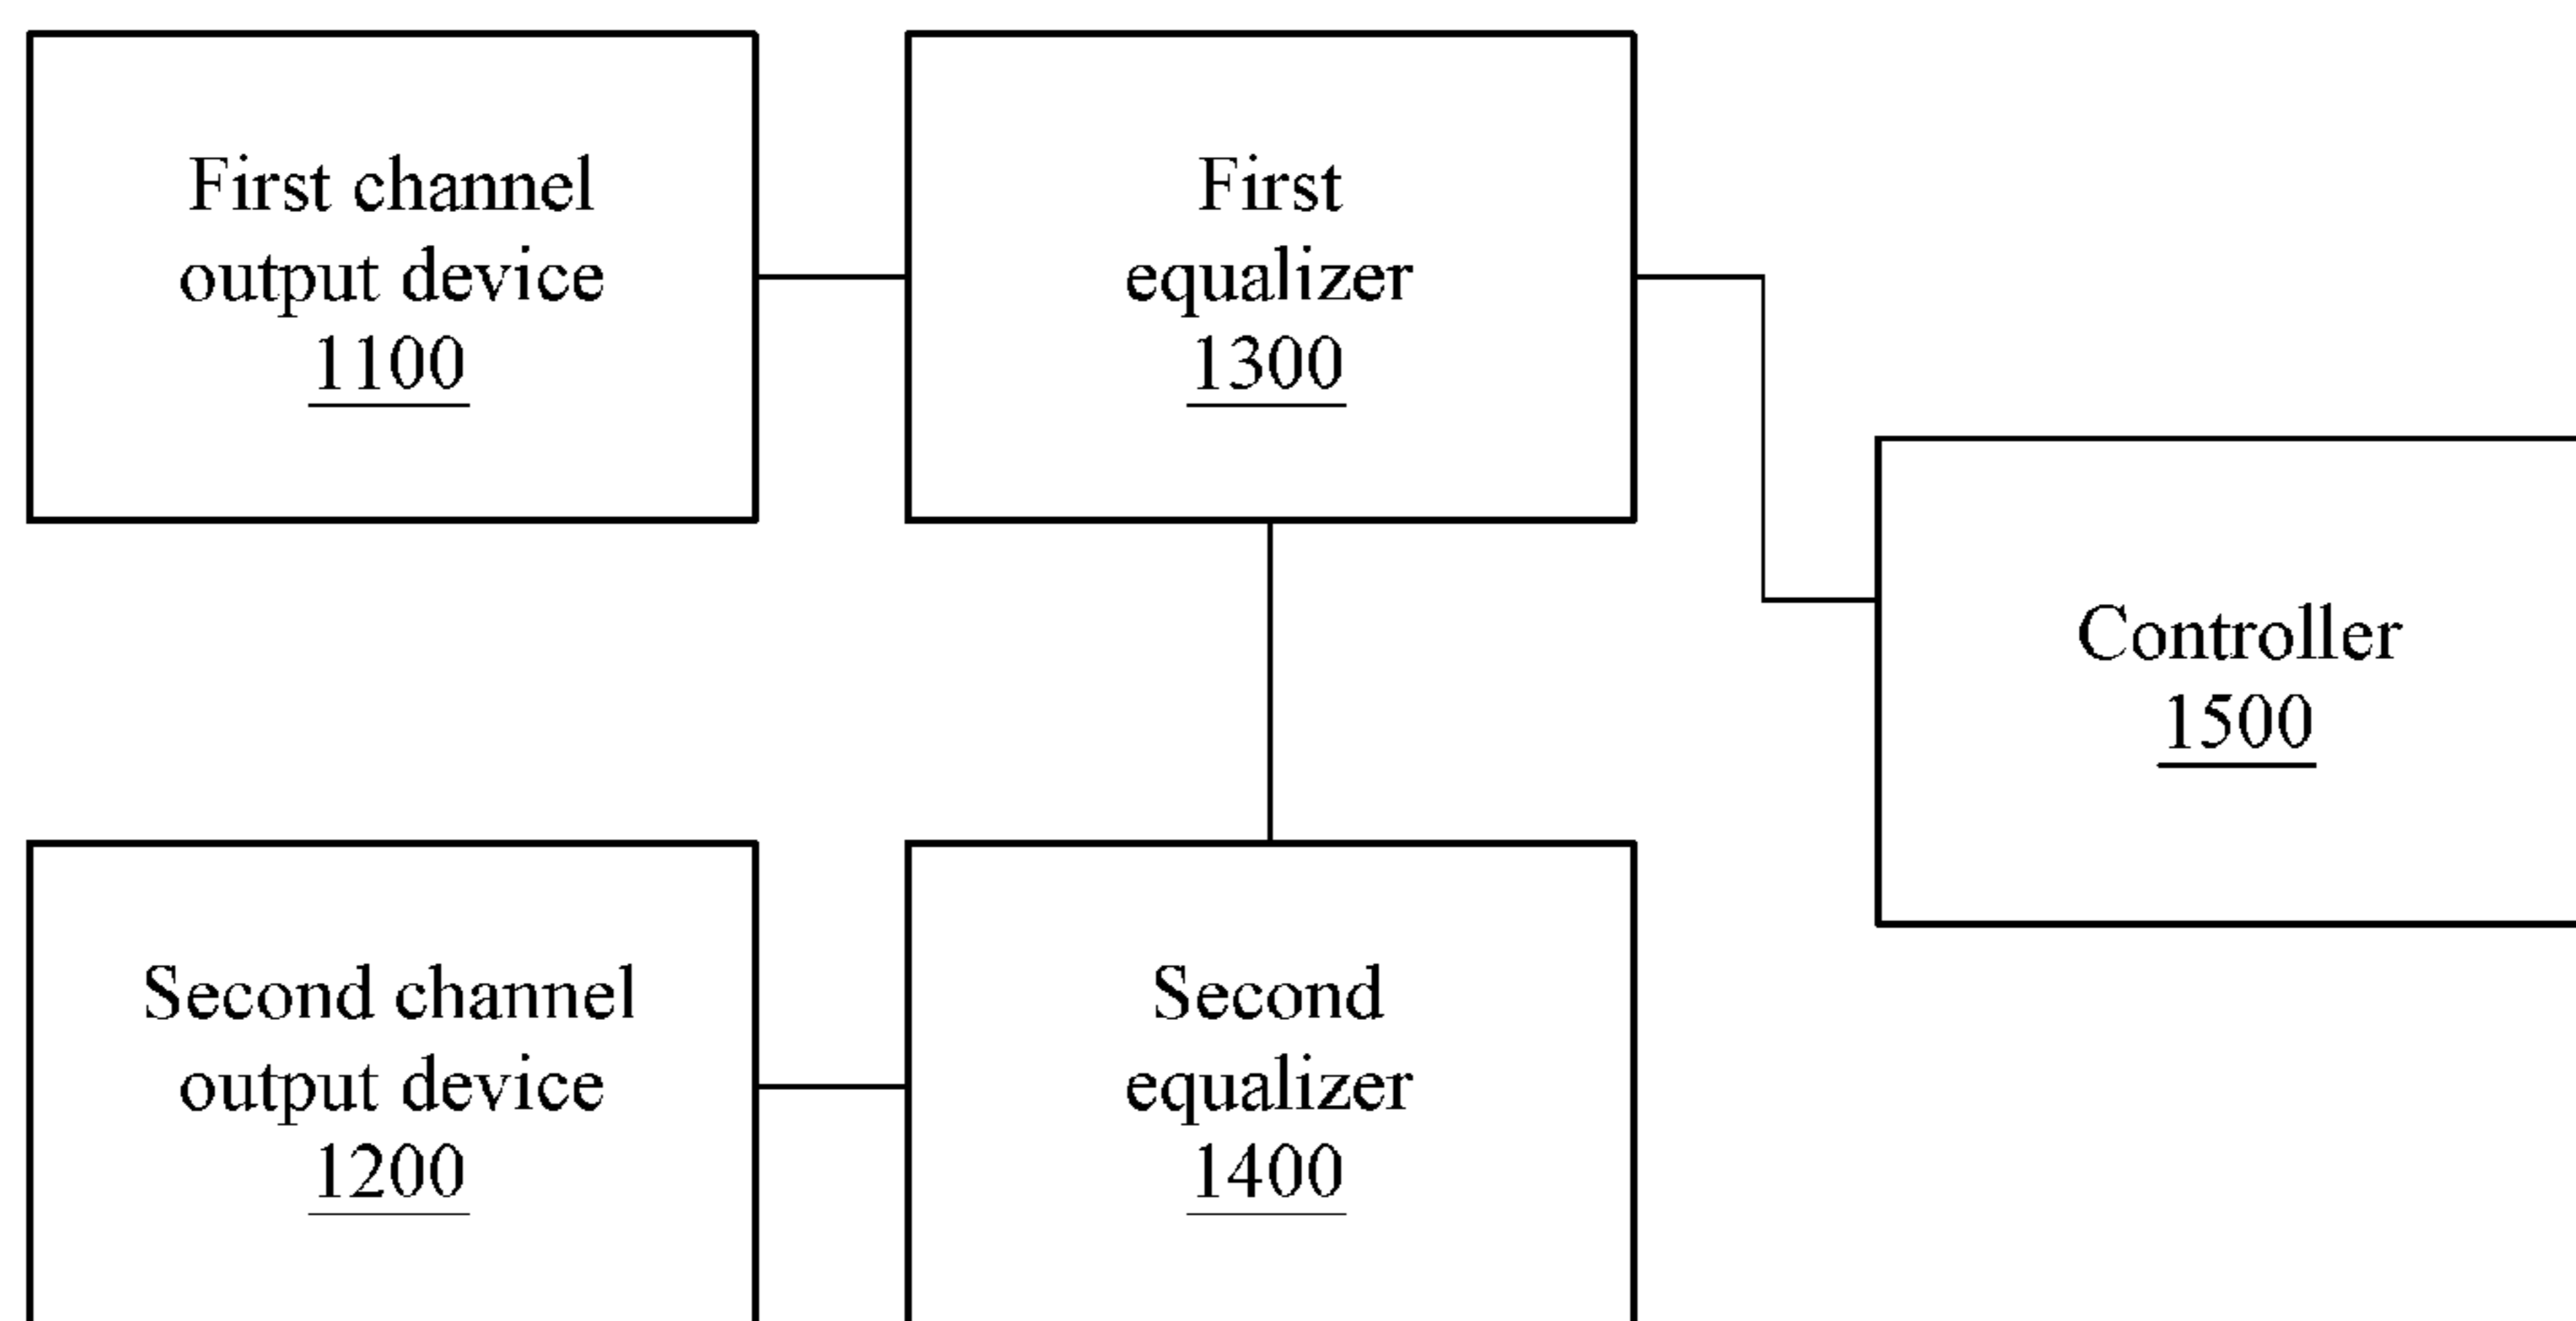 First channel
output device
1100
First
equalizer
1300
Controller
1500
Second channel
output device
1200
Second
equalizer
1400